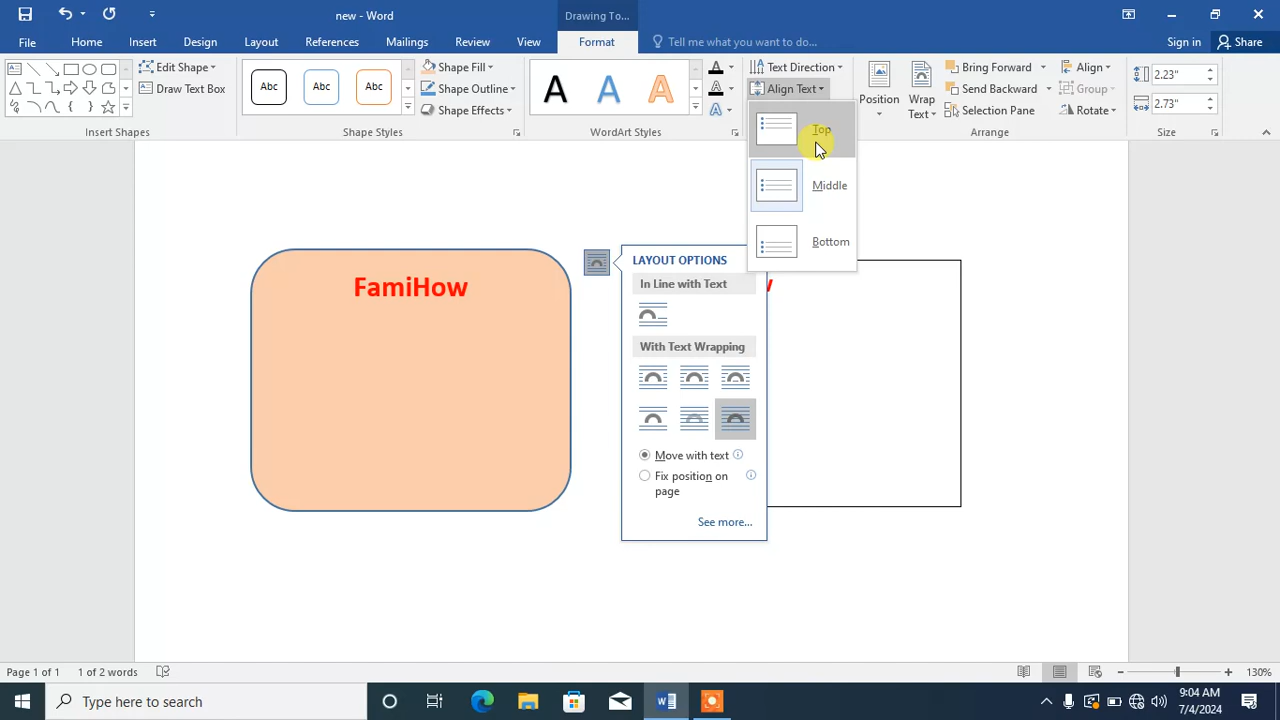 new - Word
Drawing To...
File Home Insert Design Layout References Mailings Review View Format Tell me what you want to do... Sign in Share
Edit Shape
Draw Text Box
Insert Shapes
Abc Abc Abc
Shape Fill
Shape Outline
Shape Effects
Shape Styles
A A A
A
A
A
WordArt Styles
Text Direction
Align Text
Top
Middle
Bottom
Position
Wrap
Text
Bring Forward
Send Backward
Selection Pane
Align
Group
Rotate
Arrange
2.23"
2.73"
Size
FamiHow
LAYOUT OPTIONS
In Line with Text
With Text Wrapping
Move with text
Fix position on
page
See more...
w
Page 1 of 1 1 of 2 words 130%
Type here to search
9:04 AM
7/4/2024